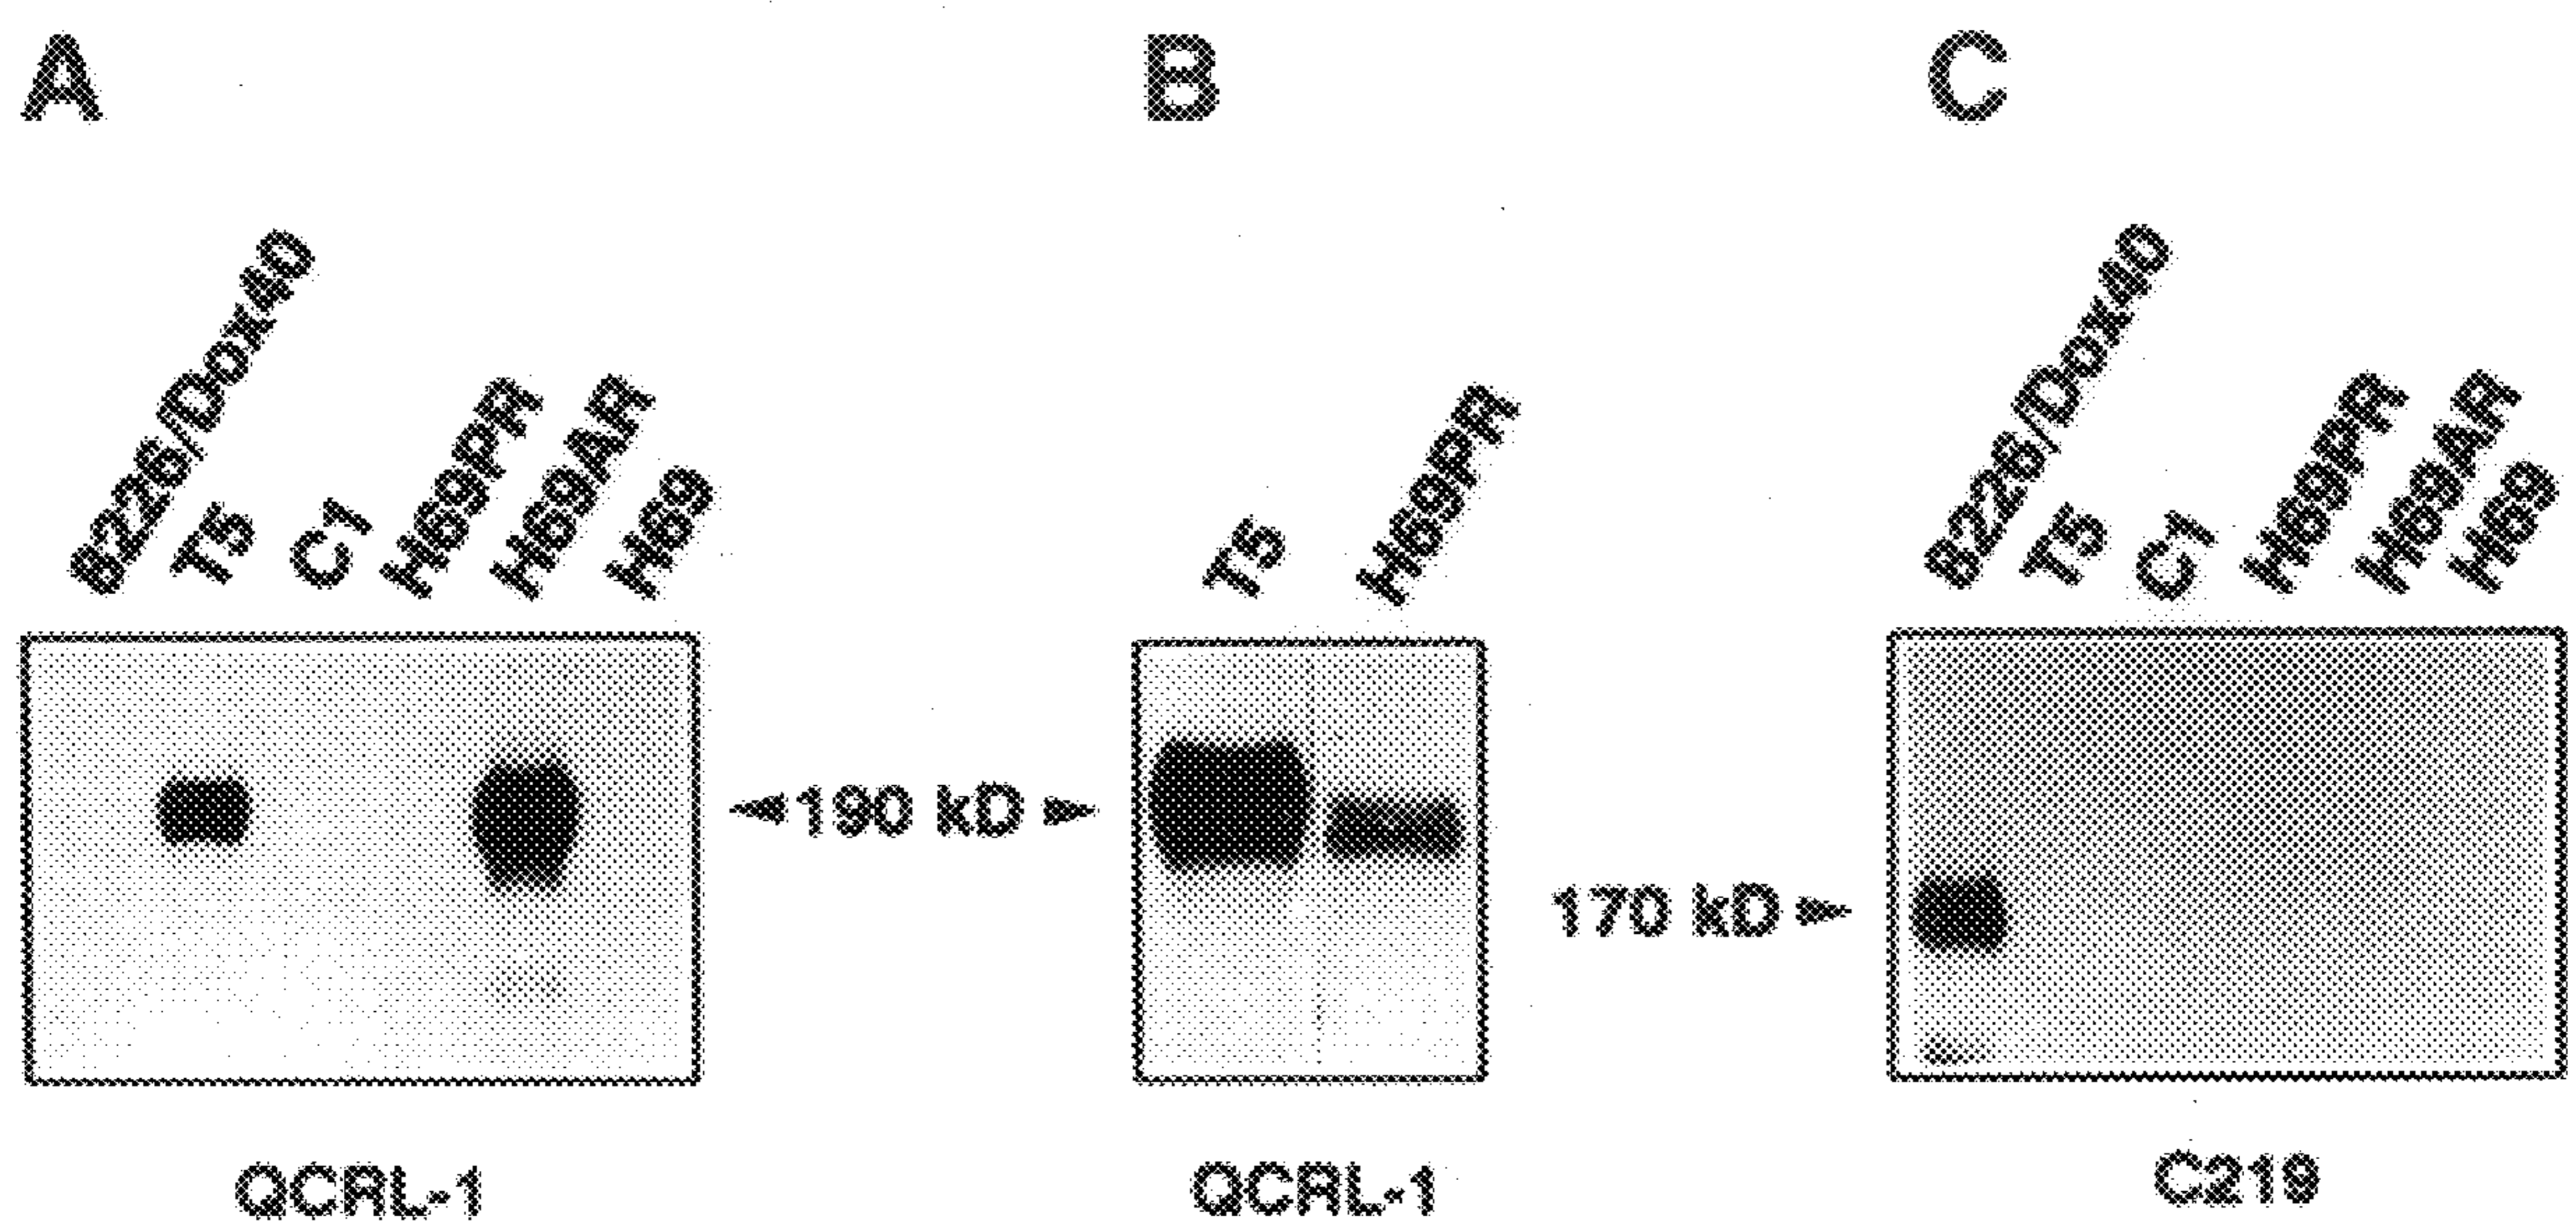 A
B
C
8226/Dox40
T5
C1
H69PR
H69AR
H69
T5
H69PR
8226/Dox40
T5
C1
H69PR
H69AR
H69
190 kD
170 kD
QCRL-1
QCRL-1
C219